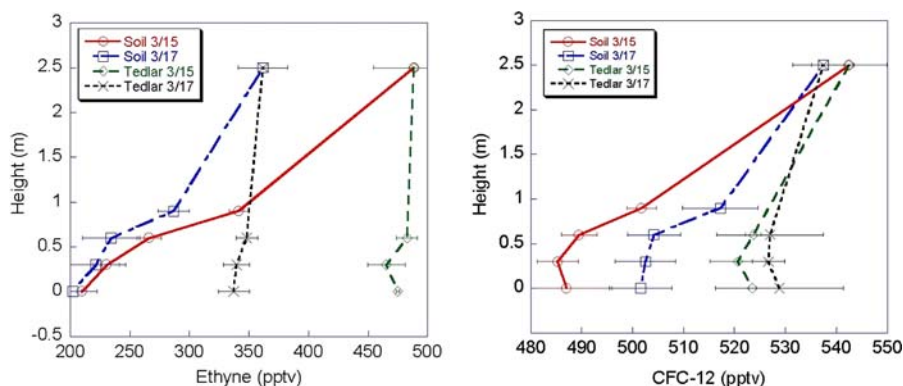 Soil 3/15
Soil 3/17
Tedlar 3/15
Tedlar 3/17
3
2.5
2
1.5
1
0.5
0
-0.5
Height (m)
200 250 300 350 400 450 500
Ethyne (pptv)
Soil 3/15
Soil 3/17
Tedlar 3/15
Tedlar 3/17
3
2.5
2
1.5
1
0.5
0
Height (m)
480 490 500 510 520 530 540 550
CFC-12 (pptv)